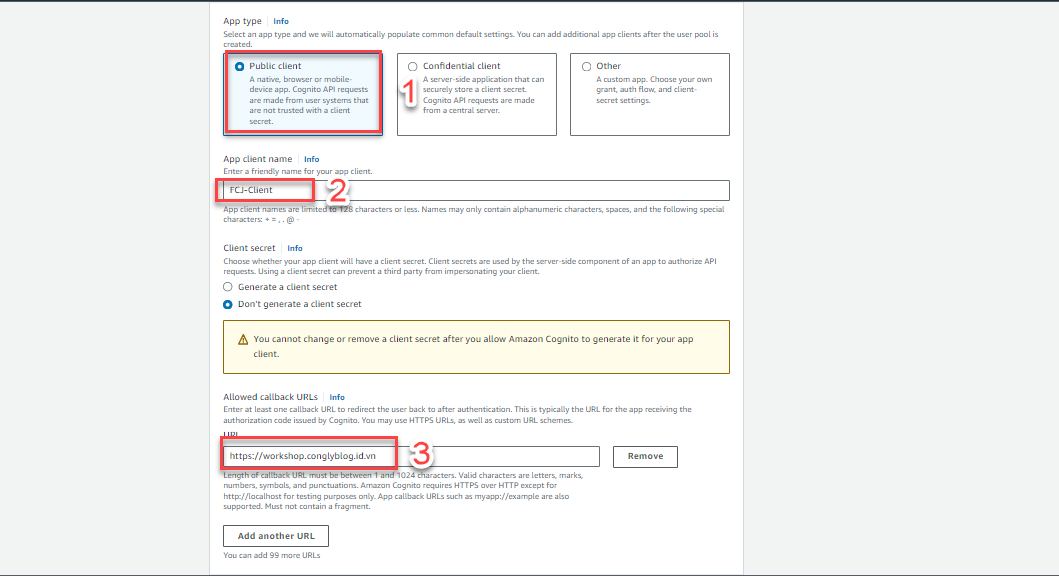 App type Info
Select an app type and we will automatically populate common default settings. You can add additional app clients after the user pool is
created.
Public client
A native, browser or mobile-
device app. Cognito API requests
are made from user systems that
are not trusted with a client
secret.
1
Confidential client
A server-side application that can
securely store a client secret.
Cognito API requests are made
from a central server.
Other
A custom app. Choose your own
grant, auth flow, and client-
secret settings.
App client name Info
Enter a friendly name for your app client.
FCJ-Client
2
App client names are limited to 128 characters or less. Names may only contain alphanumeric characters, spaces, and the following special
characters: + = , . @ -
Client secret Info
Choose whether your app client will have a client secret. Client secrets are used by the server-side component of an app to authorize API
requests. Using a client secret can prevent a third party from impersonating your client.
Generate a client secret
Don't generate a client secret
You cannot change or remove a client secret after you allow Amazon Cognito to generate it for your app
client.
Allowed callback URLs Info
Enter at least one callback URL to redirect the user back to after authentication. This is typically the URL for the app receiving the
authorization code issued by Cognito. You may use HTTPS URLs, as well as custom URL schemes.
URL
https://workshop.conglyblog.id.vn
3
Remove
Length of callback URL must be between 1 and 1024 characters. Valid characters are letters, marks,
numbers, symbols, and punctuations. Amazon Cognito requires HTTPS over HTTP except for
http://localhost for testing purposes only. App callback URLs such as myapp://example are also
supported. Must not contain a fragment.
Add another URL
You can add 99 more URLs